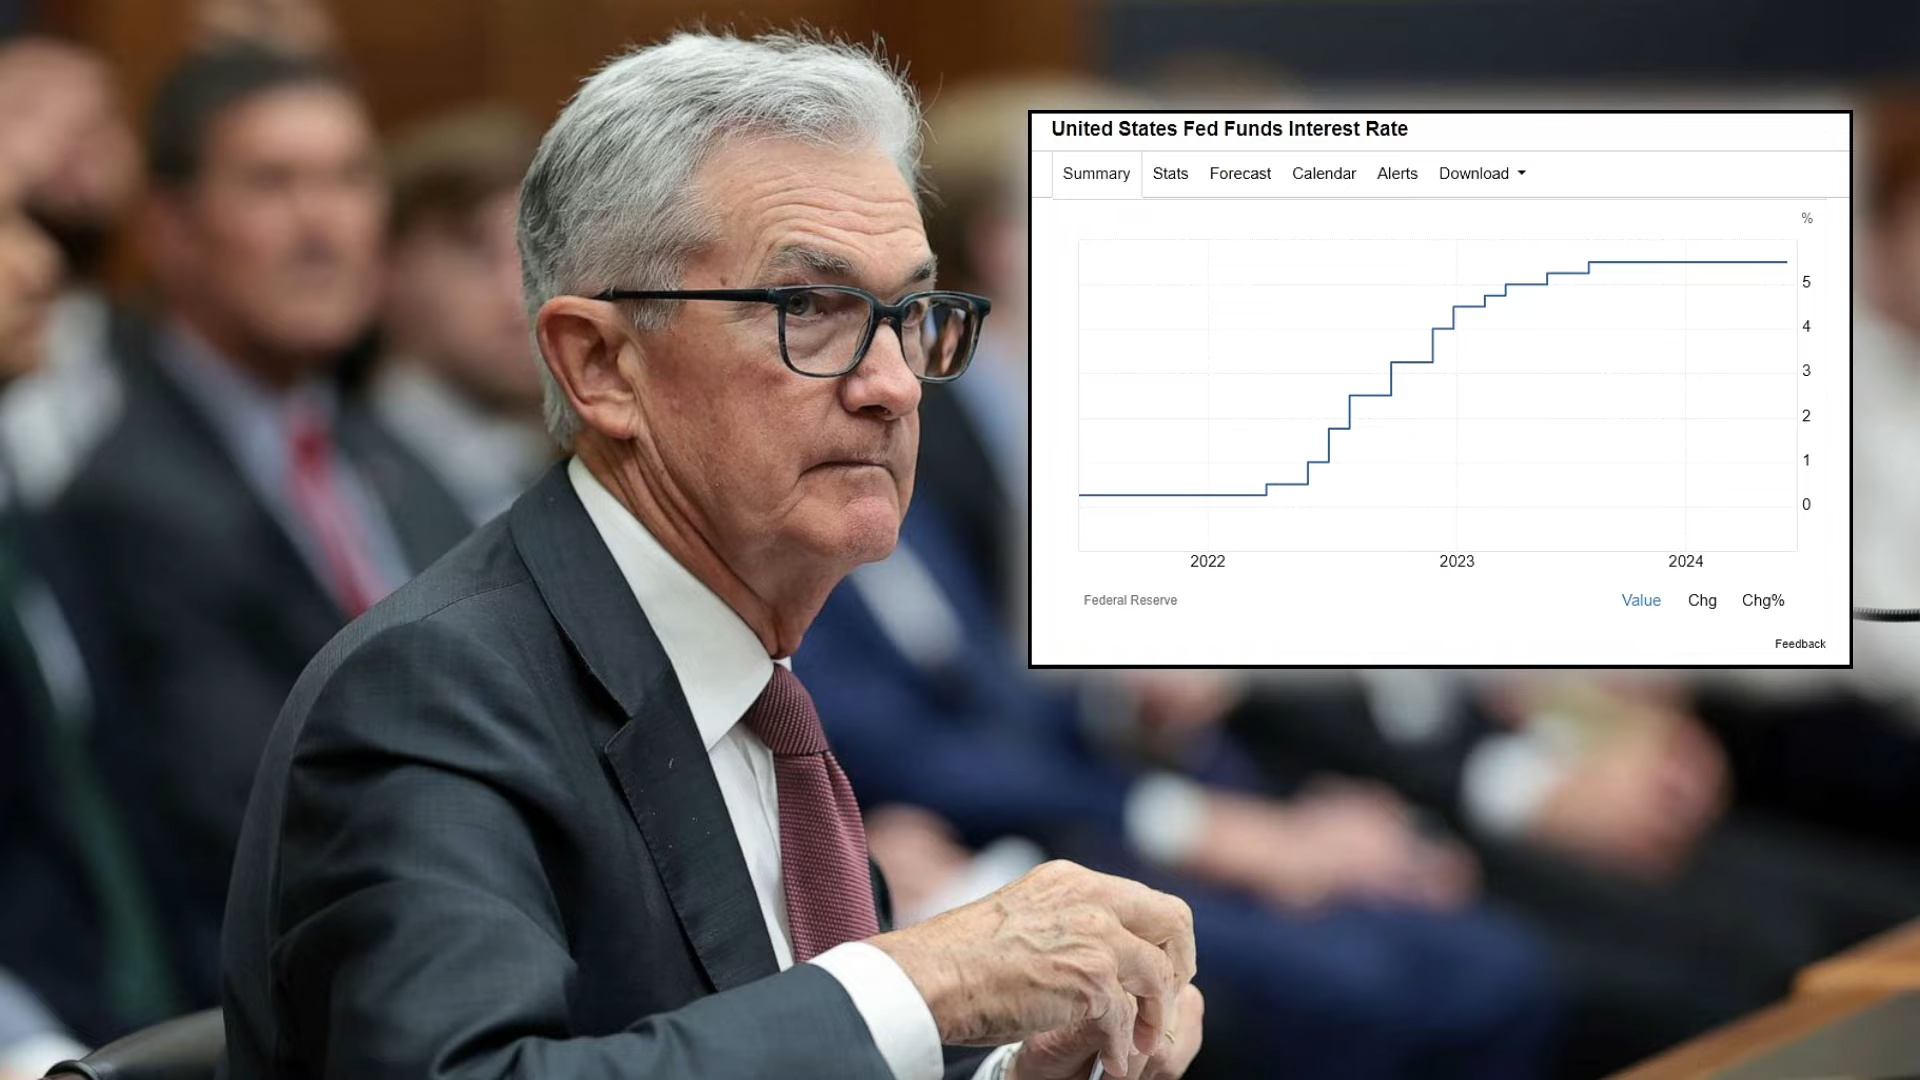 United States Fed Funds Interest Rate
Summary Stats Forecast Calendar Alerts Download
%
5
4
3
2
1
0
2022 2023 2024
Federal Reserve Value Chg Chg%
Feedback